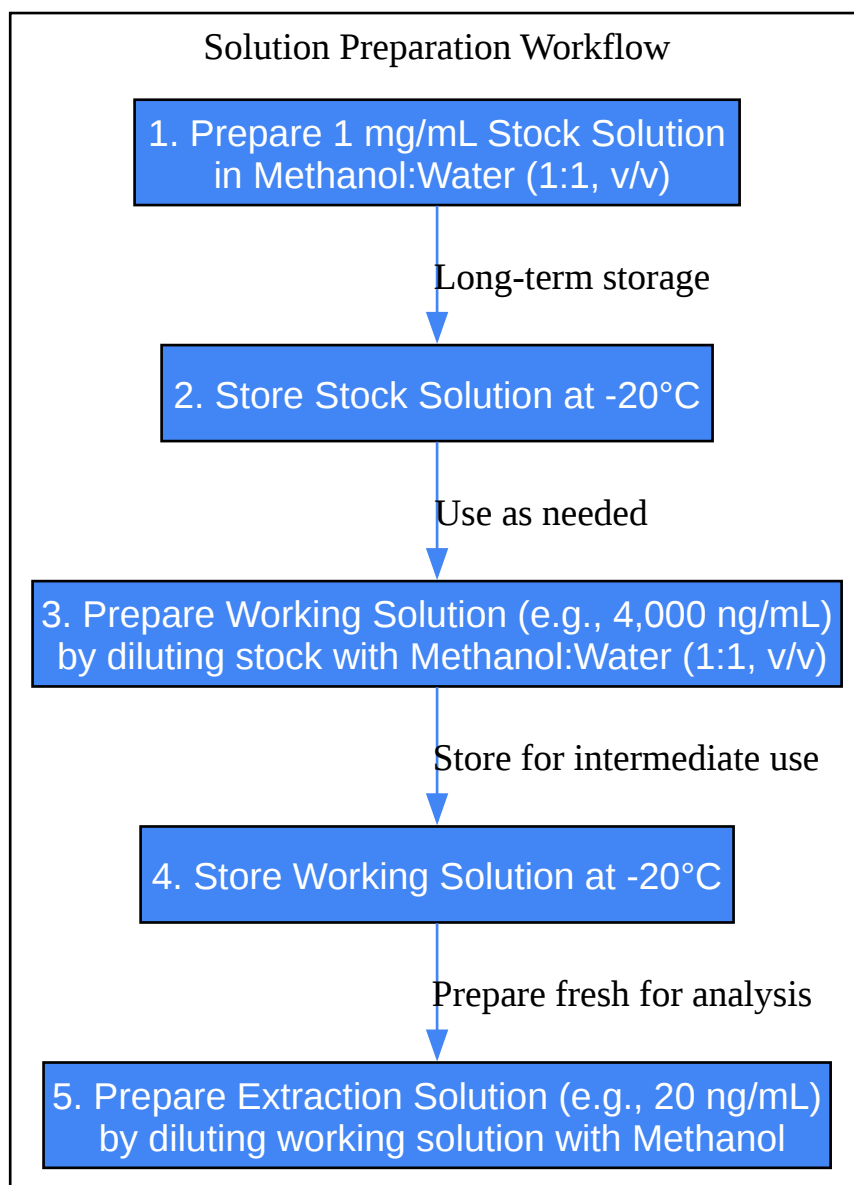 Solution Preparation Workflow
1. Prepare 1 mg/mL Stock Solution
in Methanol:Water (1:1, v/v)
Long-term storage
2. Store Stock Solution at -20°C
Use as needed
3. Prepare Working Solution (e.g., 4,000 ng/mL)
by diluting stock with Methanol:Water (1:1, v/v)
Store for intermediate use
4. Store Working Solution at -20°C
Prepare fresh for analysis
5. Prepare Extraction Solution (e.g., 20 ng/mL)
by diluting working solution with Methanol